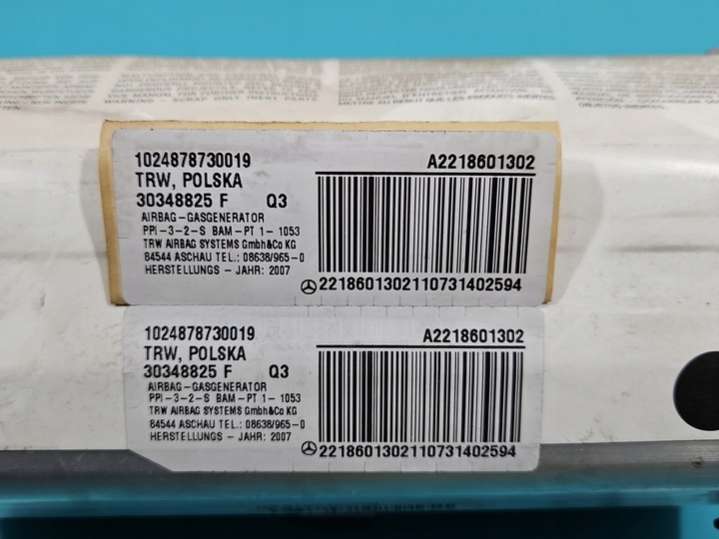 1024878730019
TRW, POLSKA
30348825 F Q3
AIRBAG-GASGENERATOR
PPI-3-2-S BAM-PT 1- 1053
TRW AIRBAG SYSTEMS Gmbh&Co KG
84544 ASCHAU TEL.: 08638/965-0
HERSTELLUNGS - JAHR: 2007
A2218601302
2218601302110731402594
1024878730019
TRW, POLSKA
30348825 F Q3
AIRBAG-GASGENERATOR
PPI-3-2-S BAM-PT 1- 1053
TRW AIRBAG SYSTEMS Gmbh&Co KG
84544 ASCHAU TEL.: 08638/965-0
HERSTELLUNGS - JAHR: 2007
A2218601302
2218601302110731402594